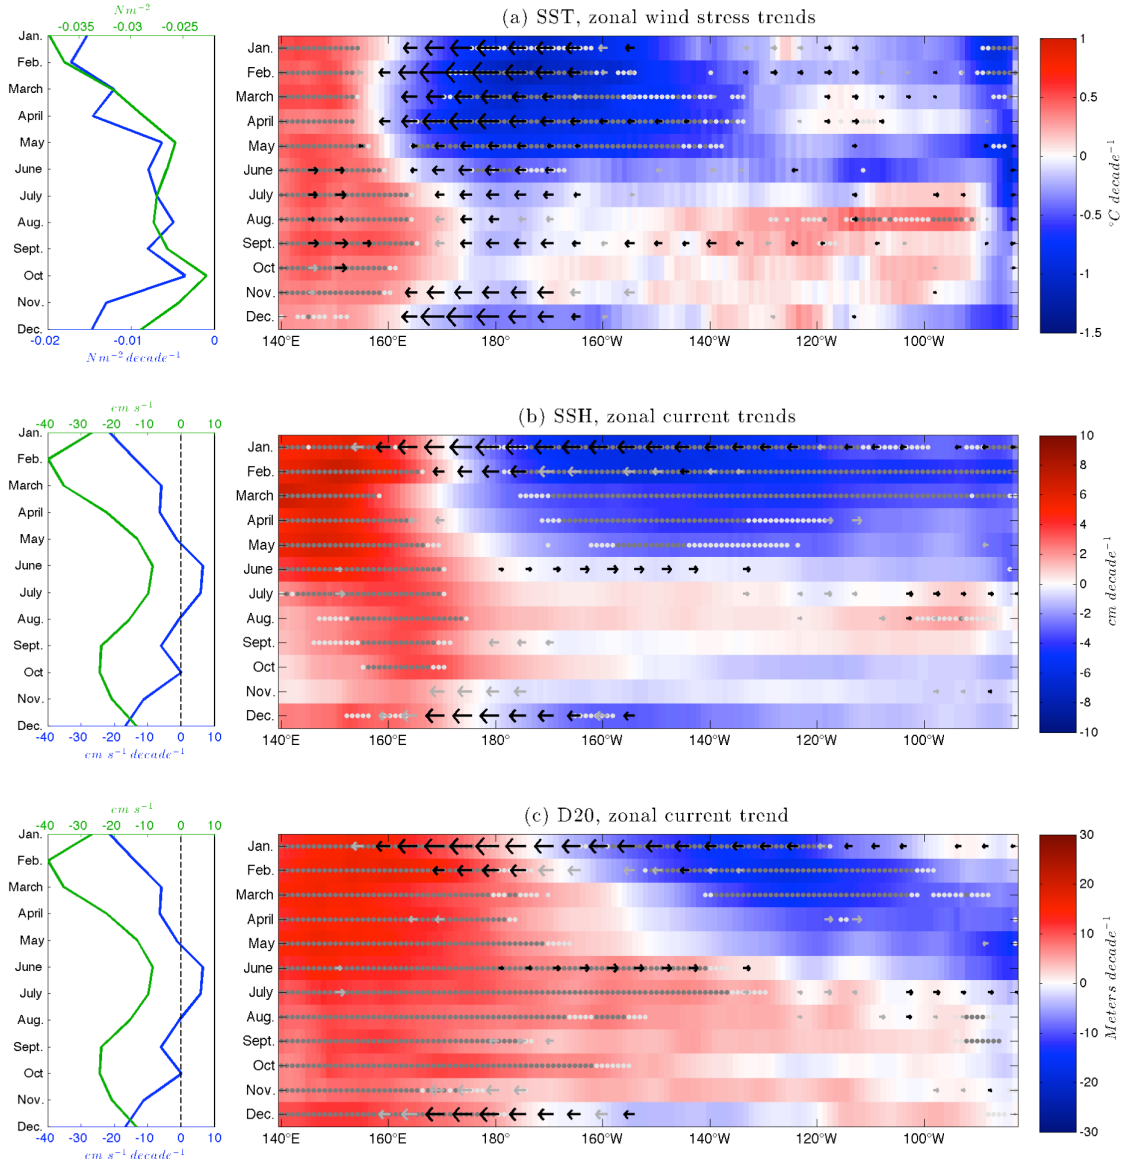 Nm⁻²
-0.035 -0.03 -0.025
(a) SST, zonal wind stress trends
Jan.
Feb.
March
April
May
June
July
Aug.
Sept.
Oct
Nov.
Dec.
-0.02 -0.01 0
Nm⁻² decade⁻¹
Jan.
Feb.
March
April
May
June
July
Aug.
Sept.
Oct
Nov.
Dec.
140°E 160°E 180°E 160°W 140°W 120°W 100°W
1
0.5
0
-0.5
-1
-1.5
°C decade⁻¹
cm s⁻¹
-40 -30 -20 -10 0 10
(b) SSH, zonal current trends
Jan.
Feb.
March
April
May
June
July
Aug.
Sept.
Oct
Nov.
Dec.
-40 -30 -20 -10 0 10
cm s⁻¹ decade⁻¹
Jan.
Feb.
March
April
May
June
July
Aug.
Sept.
Oct
Nov.
Dec.
140°E 160°E 180°E 160°W 140°W 120°W 100°W
10
8
6
4
2
0
-2
-4
-6
-8
-10
cm decade⁻¹
cm s⁻¹
-40 -30 -20 -10 0 10
(c) D20, zonal current trend
Jan.
Feb.
March
April
May
June
July
Aug.
Sept.
Oct
Nov.
Dec.
-40 -30 -20 -10 0 10
cm s⁻¹ decade⁻¹
Jan.
Feb.
March
April
May
June
July
Aug.
Sept.
Oct
Nov.
Dec.
140°E 160°E 180°E 160°W 140°W 120°W 100°W
30
20
10
0
-10
-20
-30
Meters decade⁻¹